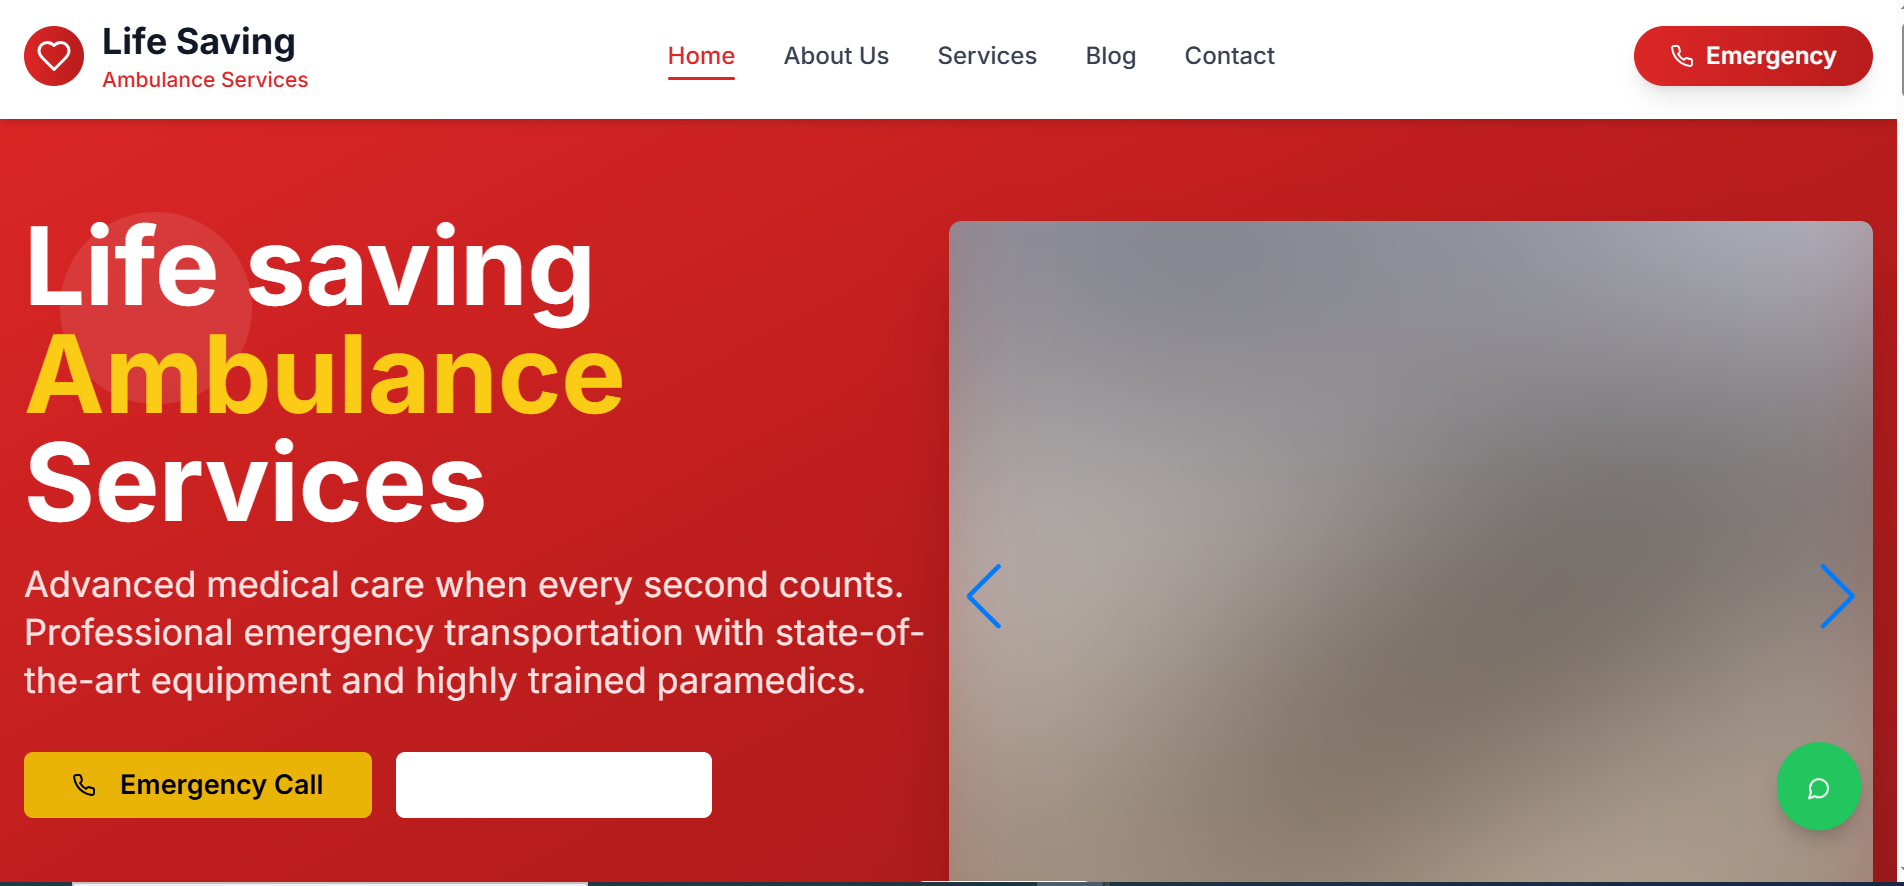 Life Saving
Ambulance Services
Home
About Us
Services
Blog
Contact
Emergency
Life saving
Ambulance
Services
Advanced medical care when every second counts.
Professional emergency transportation with state-of-
the-art equipment and highly trained paramedics.
Emergency Call